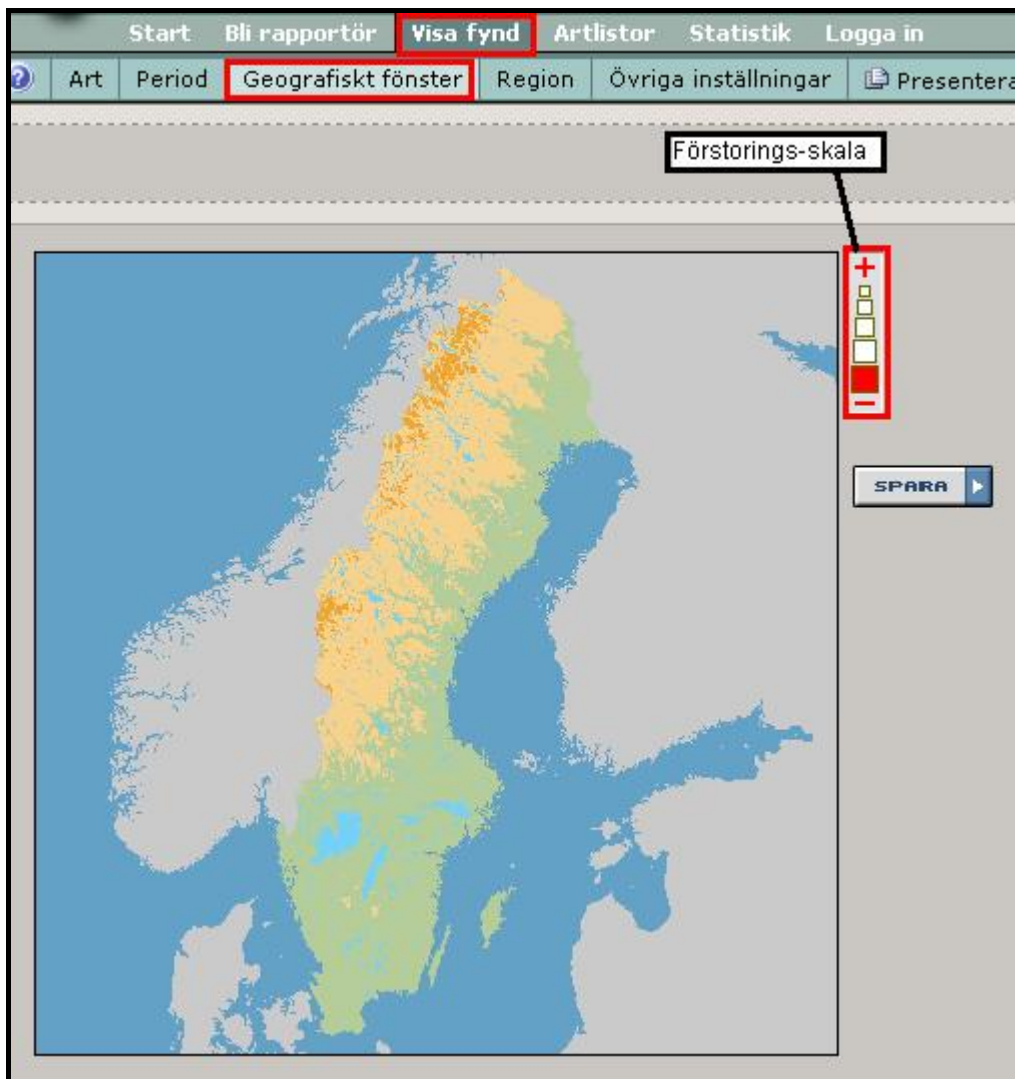 Start Bli rapportör Visa fynd Artlistor Statistik Logga in
? Art Period Geografiskt fönster Region Övriga inställningar Presentera
Förstorings-skala
+
−
SPARA